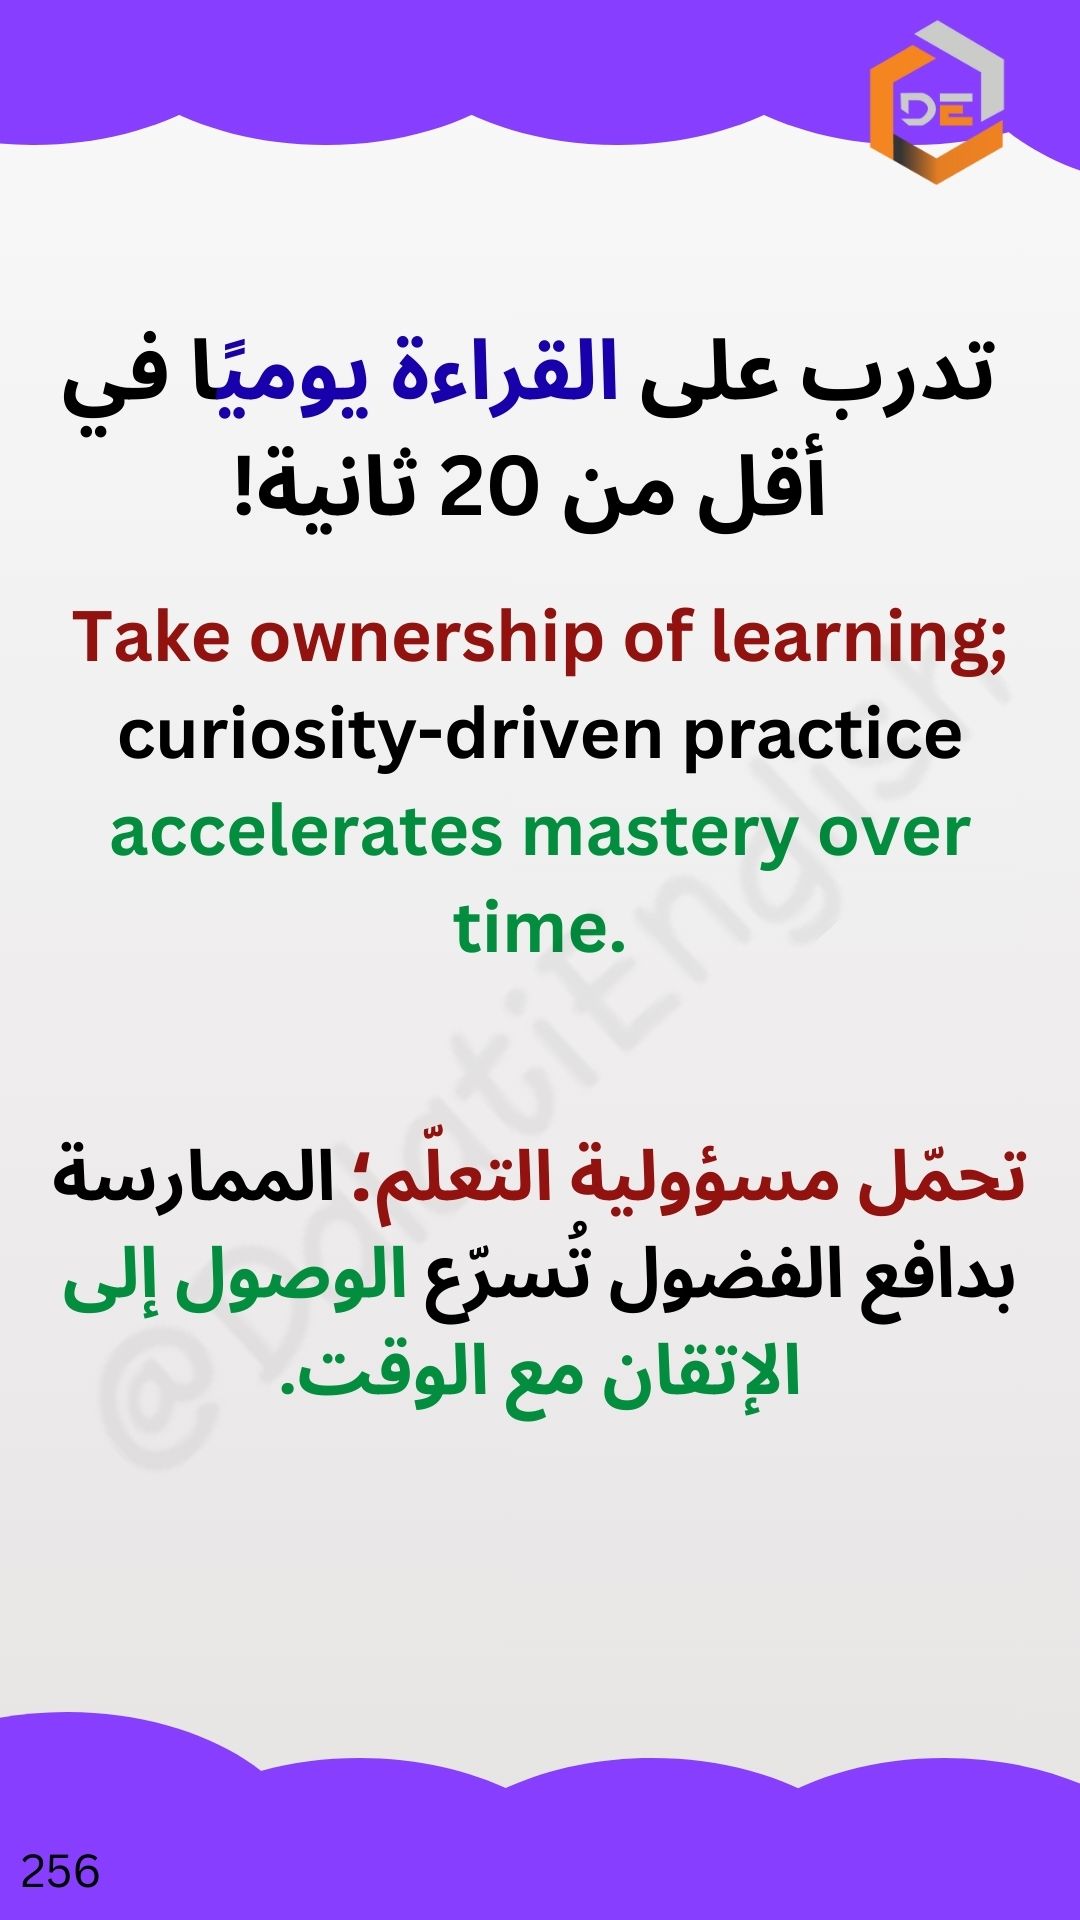 DE
تدرب على القراءة يوميًا في
أقل من 20 ثانية!
Take ownership of learning;
curiosity-driven practice
accelerates mastery over
time.
تحمّل مسؤولية التعلّم؛ الممارسة
بدافع الفضول تُسرّع الوصول إلى
الإتقان مع الوقت.
@DdlatiEnglish
256